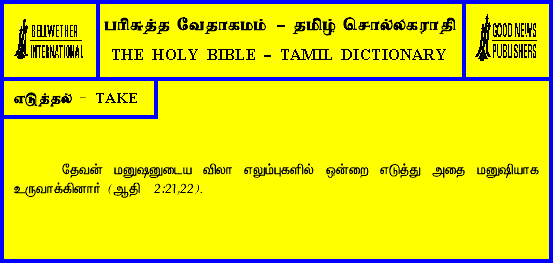 BELLWETHER
INTERNATIONAL
பரிசுத்த வேதாகமம் - தமிழ் சொல்லகராதி
THE HOLY BIBLE - TAMIL DICTIONARY
GOOD NEWS
PUBLISHERS
எடுத்தல் - TAKE
தேவன் மனுஷனுடைய விலா எலும்புகளில் ஒன்றை எடுத்து அதை மனுஷியாக
உருவாக்கினார் (ஆதி 2:21,22).